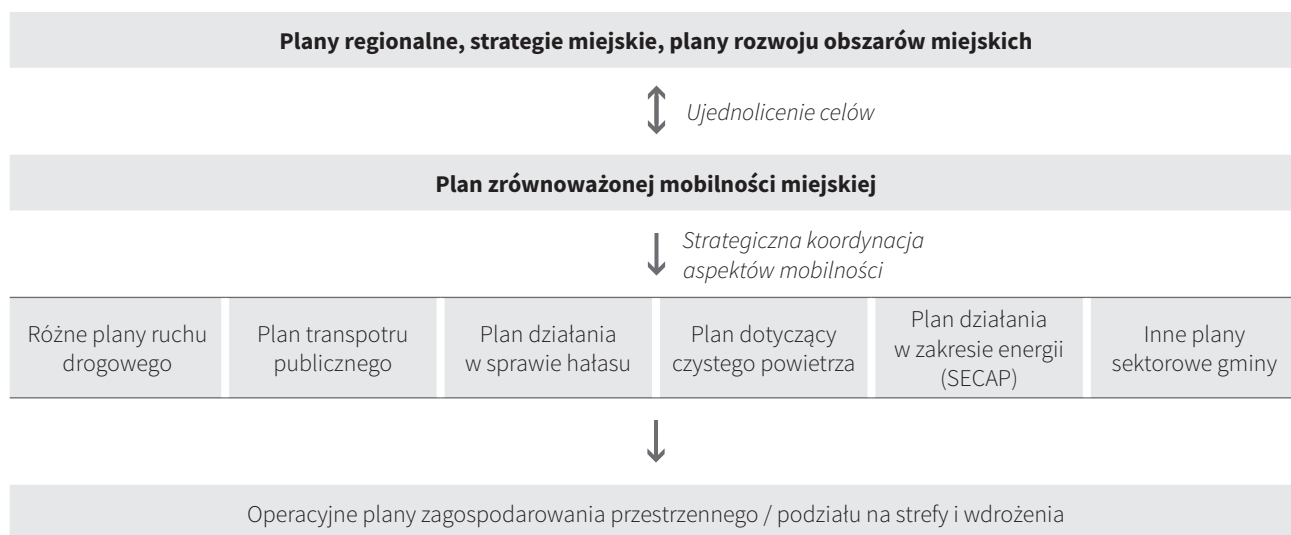 Plany regionalne, strategie miejskie, plany rozwoju obszarów miejskich
Ujednolicenie celów
Plan zrównoważonej mobilności miejskiej
Strategiczna koordynacja
aspektów mobilności
Różne plany ruchu
drogowego
Plan transpotru
publicznego
Plan działania
w sprawie hałasu
Plan dotyczący
czystego powietrza
Plan działania
w zakresie energii
(SECAP)
Inne plany
sektorowe gminy
Operacyjne plany zagospodarowania przestrzennego / podziału na strefy i wdrożenia